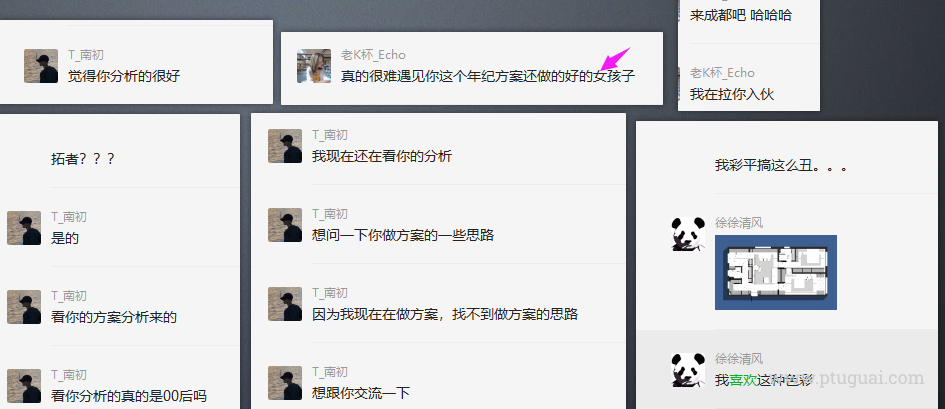 T_南初
觉得你分析的很好
老K杯_Echo
真的很难遇见你这个年纪方案还做的好的女孩子
来成都吧 哈哈哈
老K杯_Echo
我在拉你入伙
拓者？？？
T_南初
是的
T_南初
看你的方案分析来的
T_南初
看你分析的真的是00后吗
T_南初
我现在还在看你的分析
T_南初
想问一下你做方案的一些思路
T_南初
因为我现在在做方案，找不到做方案的思路
T_南初
想跟你交流一下
我彩平搞这么丑。。。
徐徐清风
徐徐清风
我喜欢这种色彩
www.ptuguai.com